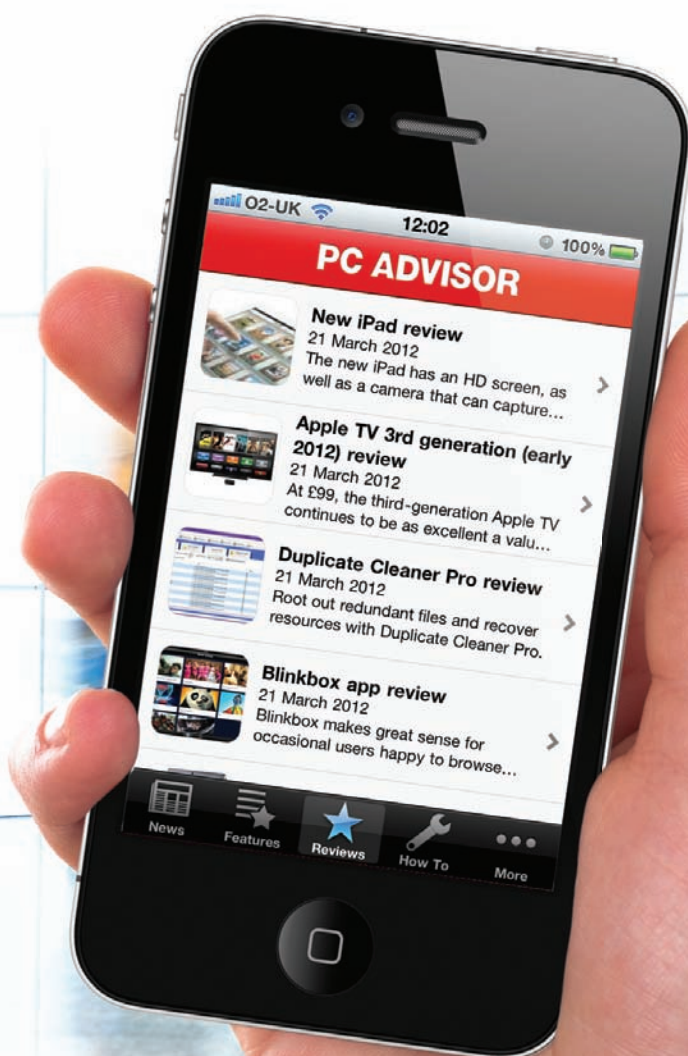 O2-UK 12:02 100%
PC ADVISOR
New iPad review
21 March 2012
The new iPad has an HD screen, as
well as a camera that can capture...
Apple TV 3rd generation (early
2012) review
21 March 2012
At £99, the third-generation Apple TV
continues to be as excellent a valu...
Duplicate Cleaner Pro review
21 March 2012
Root out redundant files and recover
resources with Duplicate Cleaner Pro.
Blinkbox app review
21 March 2012
Blinkbox makes great sense for
occasional users happy to browse...
News Features Reviews How To More